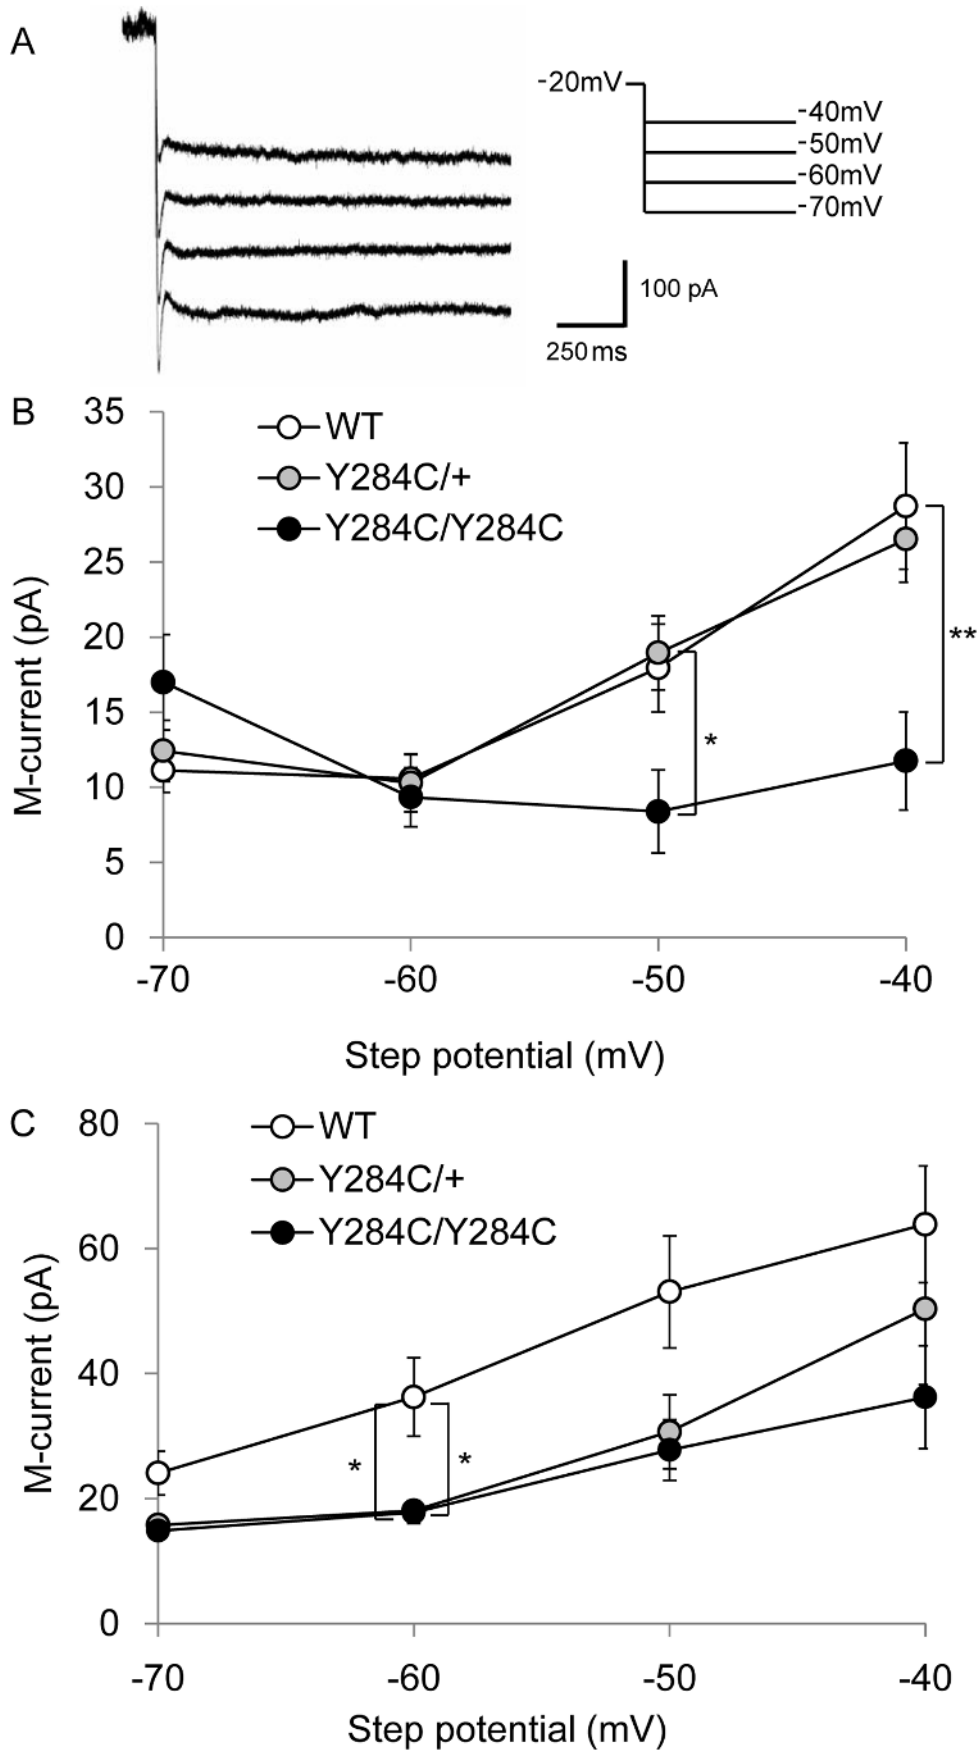 A
-20mV
-40mV
-50mV
-60mV
-70mV
100 pA
250 ms
B
35
30
25
20
15
10
5
0
M-current (pA)
WT
Y284C/+
Y284C/Y284C
*
**
-70 -60 -50 -40
Step potential (mV)
C
80
60
40
20
0
M-current (pA)
WT
Y284C/+
Y284C/Y284C
* *
-70 -60 -50 -40
Step potential (mV)